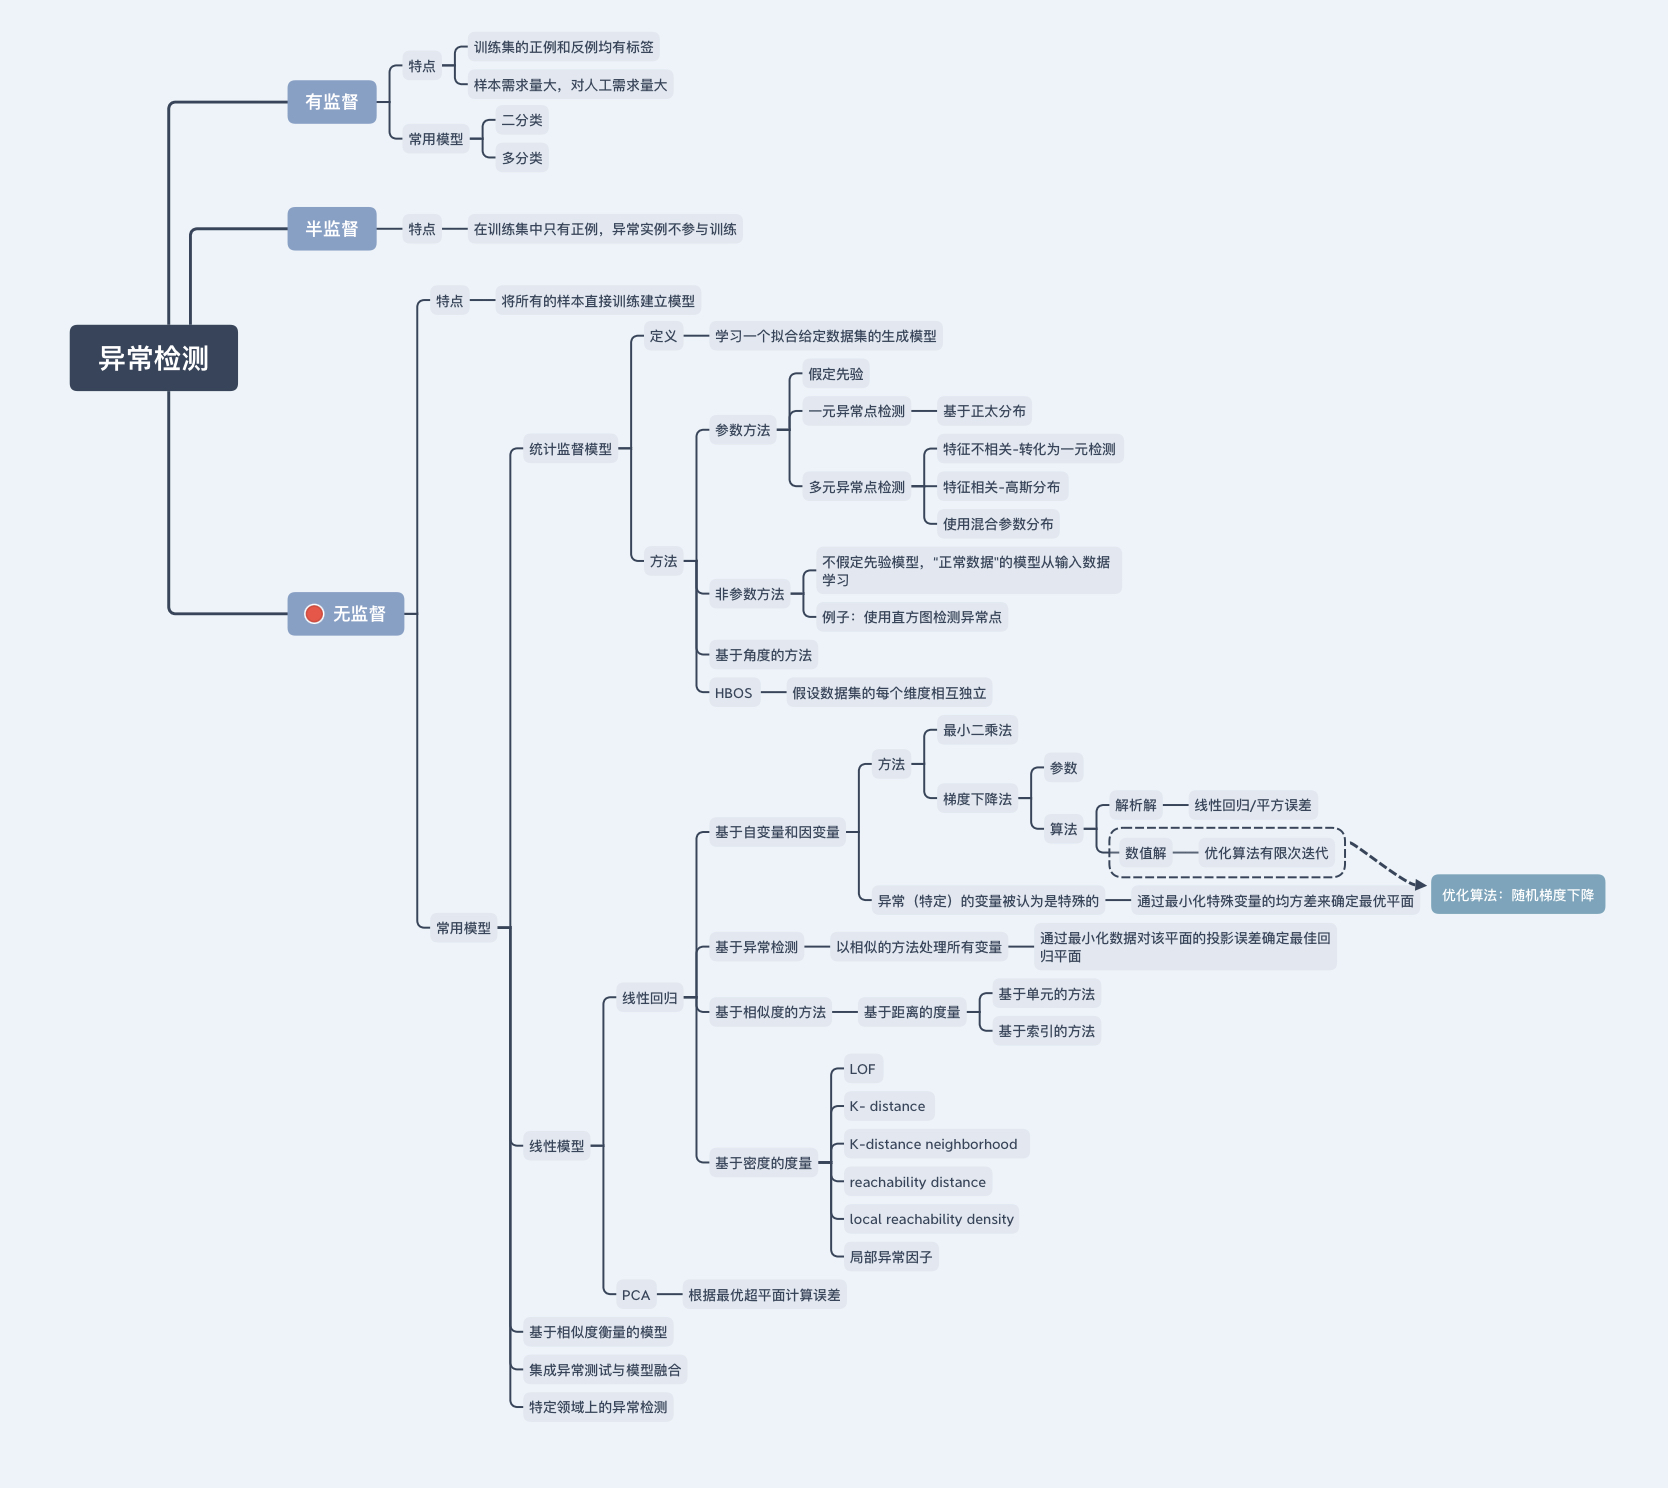 异常检测
有监督
特点
训练集的正例和反例均有标签
样本需求量大，对人工需求量大
常用模型
二分类
多分类
半监督
特点
在训练集中只有正例，异常实例不参与训练
无监督
特点
将所有的样本直接训练建立模型
常用模型
统计监督模型
定义
学习一个拟合给定数据集的生成模型
方法
参数方法
假定先验
一元异常点检测
基于正太分布
多元异常点检测
特征不相关-转化为一元检测
特征相关-高斯分布
使用混合参数分布
非参数方法
不假定先验模型，"正常数据"的模型从输入数据
学习
例子：使用直方图检测异常点
基于角度的方法
HBOS
假设数据集的每个维度相互独立
线性模型
线性回归
基于自变量和因变量
方法
最小二乘法
梯度下降法
参数
算法
解析解
线性回归/平方误差
数值解
优化算法有限次迭代
优化算法：随机梯度下降
异常（特定）的变量被认为是特殊的
通过最小化特殊变量的均方差来确定最优平面
基于异常检测
以相似的方法处理所有变量
通过最小化数据对该平面的投影误差确定最佳回
归平面
基于相似度的方法
基于距离的度量
基于单元的方法
基于索引的方法
基于密度的度量
LOF
K- distance
K-distance neighborhood
reachability distance
local reachability density
局部异常因子
PCA
根据最优超平面计算误差
基于相似度衡量的模型
集成异常测试与模型融合
特定领域上的异常检测